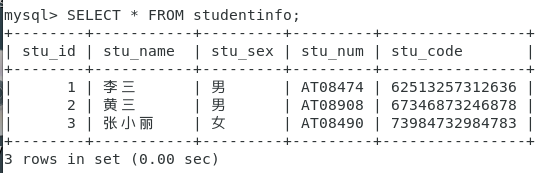 mysql> SELECT * FROM studentinfo;
+--------+-----------+---------+---------+----------------+
| stu_id | stu_name | stu_sex | stu_num | stu_code |
+--------+-----------+---------+---------+----------------+
| 1 | 李三 | 男 | AT08474 | 62513257312636 |
| 2 | 黄三 | 男 | AT08908 | 67346873246878 |
| 3 | 张小丽 | 女 | AT08490 | 73984732984783 |
+--------+-----------+---------+---------+----------------+
3 rows in set (0.00 sec)